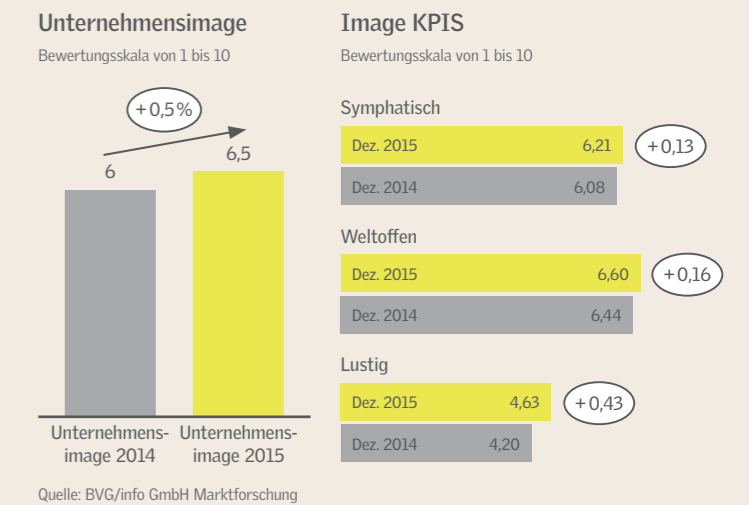 Unternehmensimage
Bewertungsskala von 1 bis 10
+0,5%
6
6,5
Unternehmens-
image 2014
Unternehmens-
image 2015
Quelle: BVG/info GmbH Marktforschung
Image KPIS
Bewertungsskala von 1 bis 10
Symphatisch
Dez. 2015 6,21 +0,13
Dez. 2014 6,08
Weltoffen
Dez. 2015 6,60 +0,16
Dez. 2014 6,44
Lustig
Dez. 2015 4,63 +0,43
Dez. 2014 4,20